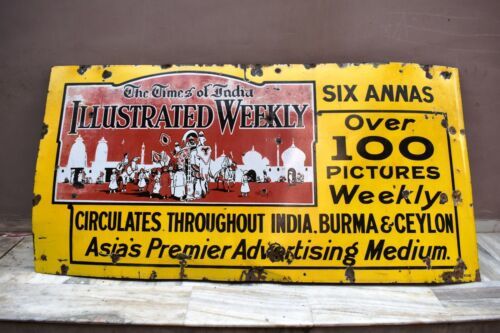 The Times of India
ILLUSTRATED WEEKLY
SIX ANNAS
Over
100
PICTURES
Weekly
CIRCULATES THROUGHOUT INDIA. BURMA & CEYLON
Asias Premier Advertising Medium.